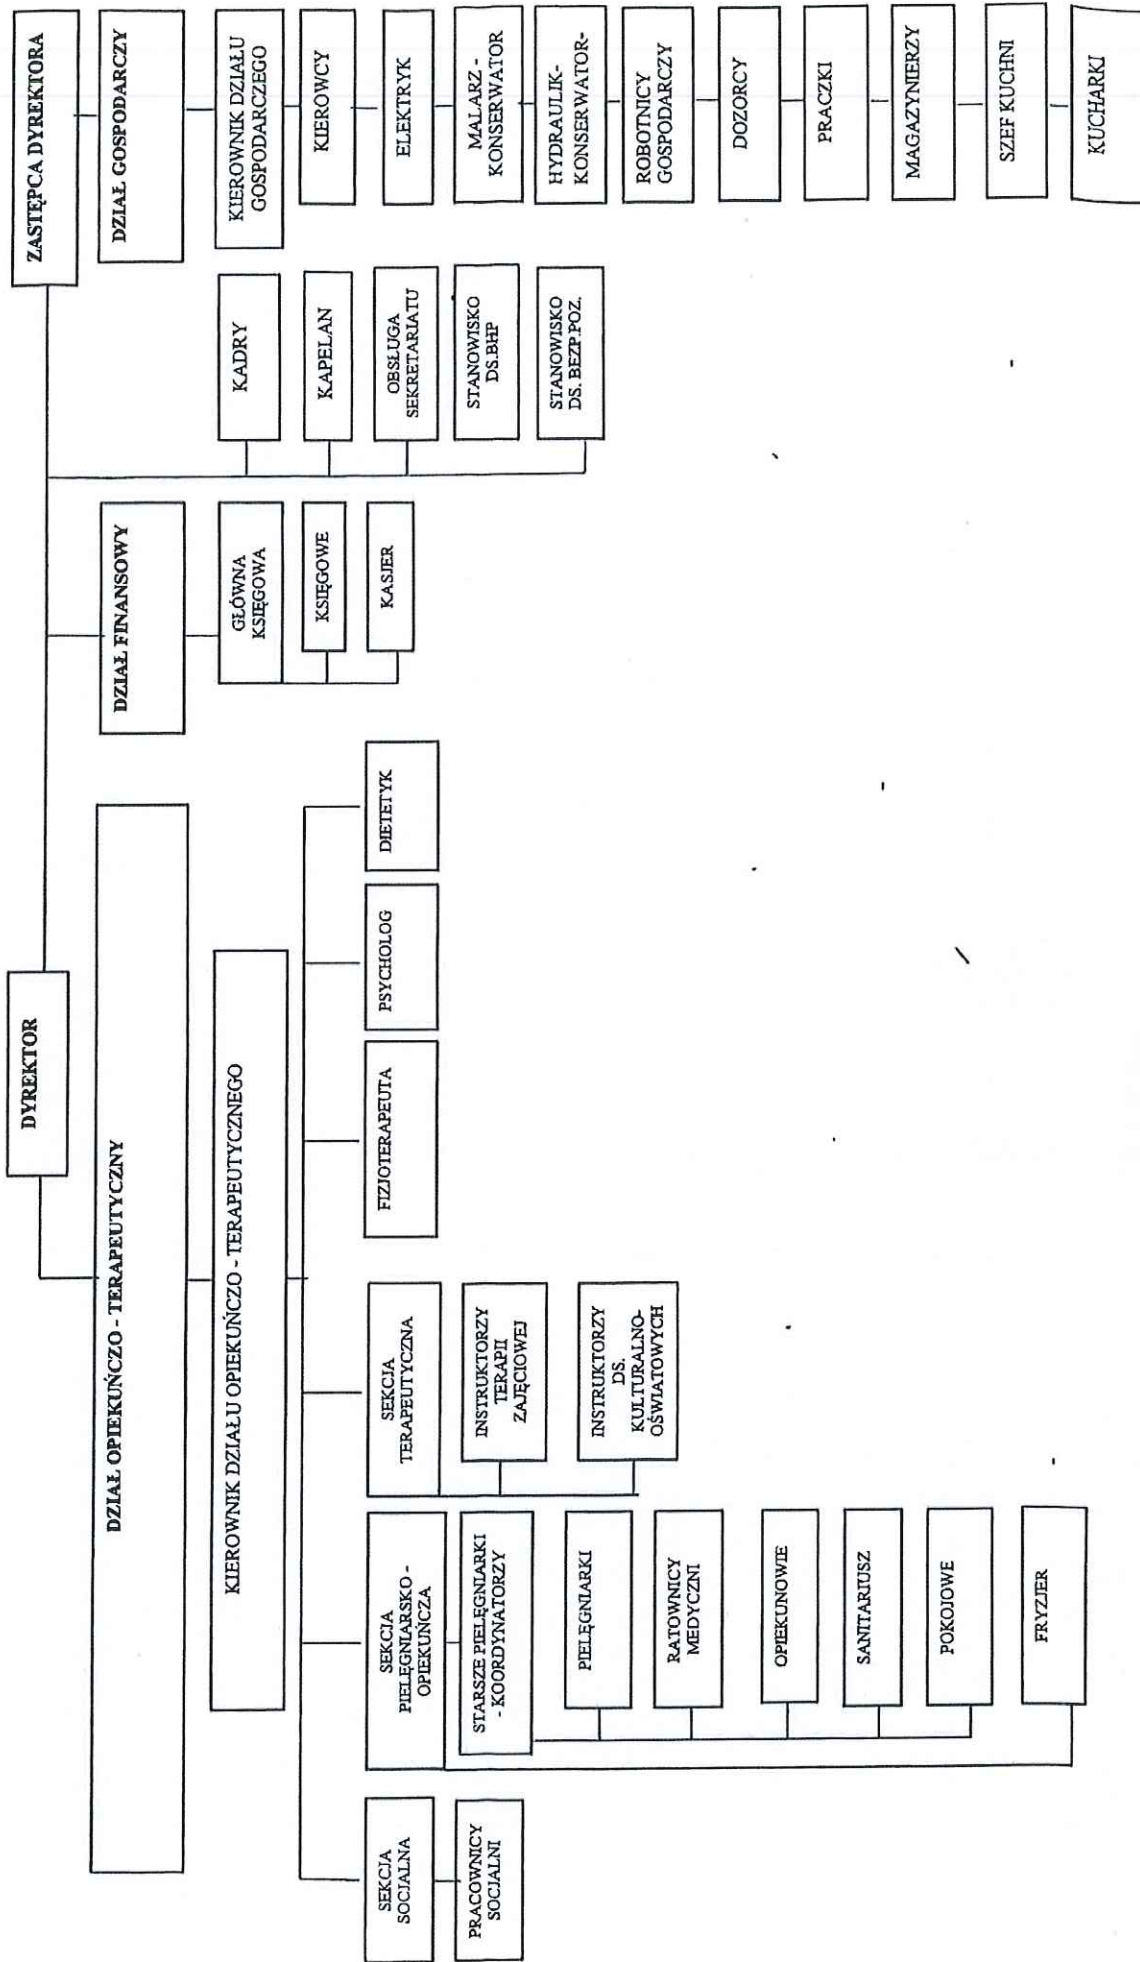 DYREKTOR
ZASTĘPCA DYREKTORA
DZIAŁ OPIEKUŃCZO - TERAPEUTYCZNY
DZIAŁ FINANSOWY
DZIAŁ GOSPODARCZY
KIEROWNIK DZIAŁU OPIEKUŃCZO - TERAPEUTYCZNEGO
SEKCJA
SOCJALNA
PRACOWNICY
SOCJALNI
SEKCJA
PIELĘGNIARSKO -
OPIEKUŃCZA
STARSZE PIELĘGNIARKI
- KOORDYNATORZY
PIELĘGNIARKI
RATOWNICY
MEDYCZNI
OPIEKUNOWIE
SANITARIUSZ
POKOJOWE
FRYZJER
SEKCJA
TERAPEUTYCZNA
INSTRUKTORZY
TERAPII
ZAJĘCIOWEJ
INSTRUKTORZY
DS.
KULTURALNO-
OŚWIATOWYCH
FIZJOTERAPEUTA
PSYCHOLOG
DIETETYK
GŁÓWNA
KSIĘGOWA
KSIĘGOWE
KASJER
KADRY
KAPELAN
OBSŁUGA
SEKRETARIATU
STANOWISKO
DS.BHP
STANOWISKO
DS. BEZP.POZ.
KIEROWNIK DZIAŁU
GOSPODARCZEGO
KIEROWCY
ELEKTRYK
MALARZ -
KONSERWATOR
HYDRAULIK-
KONSERWATOR-
ROBOTNICY
GOSPODARCZY
DOZORCY
PRACZKI
MAGAZYNIERZY
SZEF KUCHNI
KUCHARKI